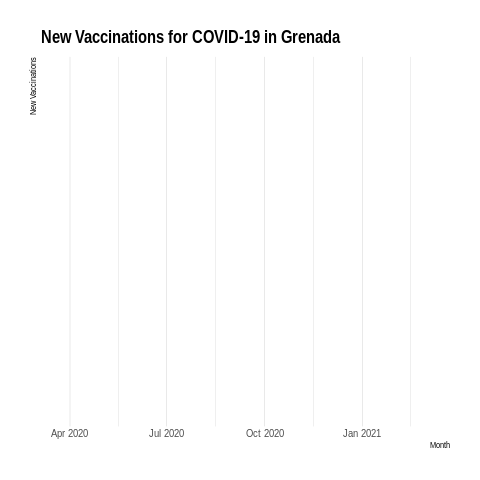 New Vaccinations for COVID-19 in Grenada
New Vaccinations
Apr 2020 Jul 2020 Oct 2020 Jan 2021
Month